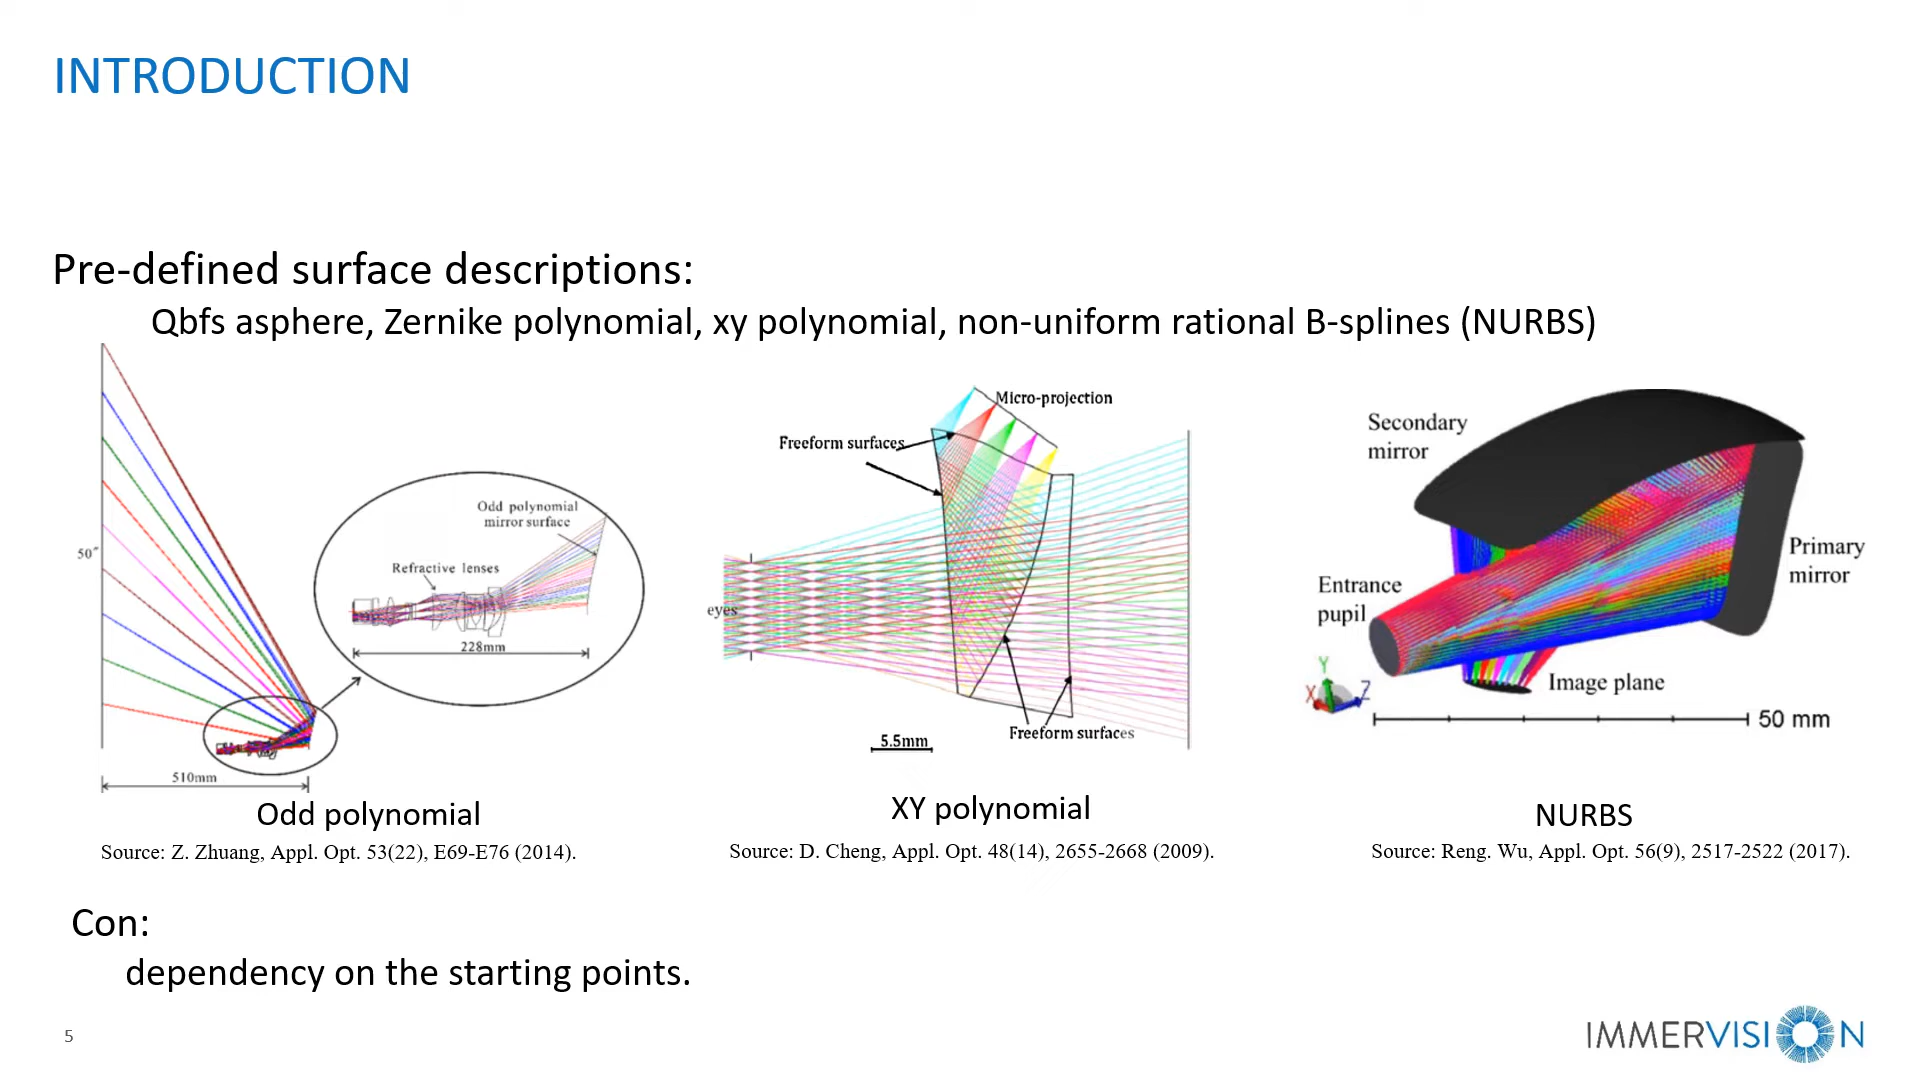 INTRODUCTION
Pre-defined surface descriptions:
Qbfs asphere, Zernike polynomial, xy polynomial, non-uniform rational B-splines (NURBS)
50"
Odd polynomial
mirror surface
Refractive lenses
228mm
510mm
Odd polynomial
Source: Z. Zhuang, Appl. Opt. 53(22), E69-E76 (2014).
Micro-projection
Freeform surfaces
eyes
5.5mm
Freeform surfaces
XY polynomial
Source: D. Cheng, Appl. Opt. 48(14), 2655-2668 (2009).
Secondary
mirror
Primary
mirror
Entrance
pupil
Y
X
Z
Image plane
50 mm
NURBS
Source: Reng. Wu, Appl. Opt. 56(9), 2517-2522 (2017).
Con:
dependency on the starting points.
5
IMMERVISION